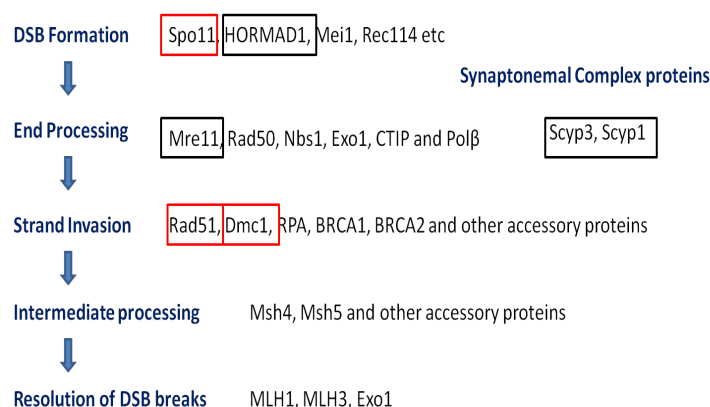 DSB Formation Spo11, HORMAD1, Mei1, Rec114 etc
Synaptonemal Complex proteins
End Processing Mre11, Rad50, Nbs1, Exo1, CTIP and Polβ
Scyp3, Scyp1
Strand Invasion Rad51, Dmc1, RPA, BRCA1, BRCA2 and other accessory proteins
Intermediate processing Msh4, Msh5 and other accessory proteins
Resolution of DSB breaks MLH1, MLH3, Exo1